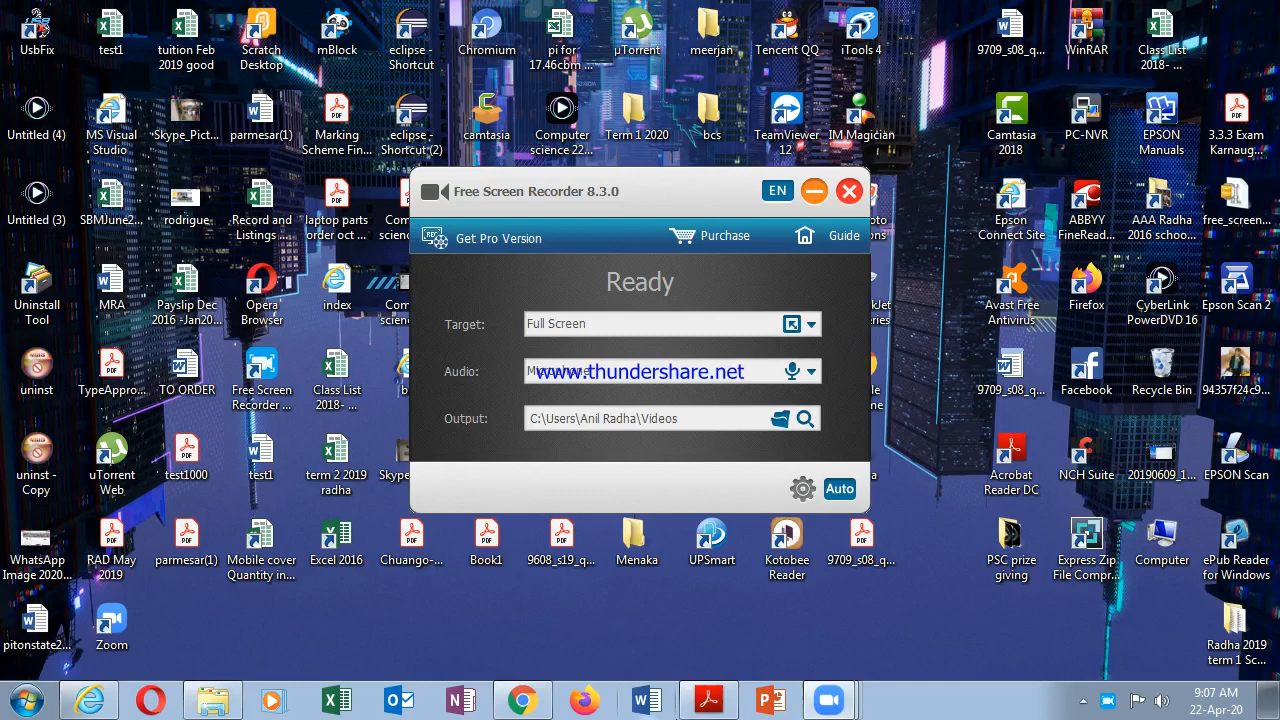 UsbFix
test1
tuition Feb
2019 good
Scratch
Desktop
mBlock
eclipse -
Shortcut
Chromium
pi for
17.46cbm ...
uTorrent
meerjan
Tencent QQ
iTools 4
9709_s08_q...
WinRAR
Class List
2018- ...
Untitled (4)
MS Visual
Studio
Skype_Pict...
parmesar(1)
Marking
Scheme Fin...
eclipse -
Shortcut (2)
camtasia
Computer
science 22...
Term 1 2020
bcs
TeamViewer
12
IM Magician
Camtasia
2018
PC-NVR
EPSON
Manuals
3.3.3 Exam
Karnaug...
Free Screen Recorder 8.3.0
EN
Untitled (3)
SBMJune2...
rodrigue
Record and
Listings ...
laptop parts
order oct ...
Epson
Connect Site
ABBYY
FineRead...
AAA Radha
2016 schoo...
free_screen...
REC
Get Pro Version
Purchase
Guide
Ready
Uninstall
Tool
MRA
Payslip Dec
2016 -Jan20...
Opera
Browser
index
Avast Free
Antivirus
Firefox
CyberLink
PowerDVD 16
Epson Scan 2
Target:
Full Screen
Audio:
www.thundershare.net
uninst
TypeAppro...
TO ORDER
Free Screen
Recorder ...
Class List
2018- ...
9709_s08_q...
Facebook
Recycle Bin
94357f24c9...
Output:
C:\Users\Anil Radha\Videos
uninst -
Copy
uTorrent
Web
test1000
test1
term 2 2019
radha
Acrobat
Reader DC
NCH Suite
20190609_1...
EPSON Scan
Auto
WhatsApp
Image 2020...
RAD May
2019
parmesar(1)
Mobile cover
Quantity in...
Excel 2016
Chuango-...
Book1
9608_s19_q...
Menaka
UPSmart
Kotobee
Reader
9709_s08_q...
PSC prize
giving
Express Zip
File Compr...
Computer
ePub Reader
for Windows
pitonstate2...
Zoom
Radha 2019
term 1 Sc...
9:07 AM
22-Apr-20